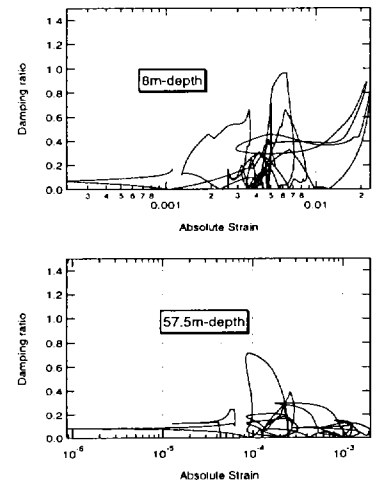 1.4
1.2
1.0
0.8
0.6
0.4
0.2
0.0
Damping ratio
8m-depth
3 4 5 6 7 8 2 3 4 5 6 7 8 2
0.001 0.01
Absolute Strain
1.4
1.2
1.0
0.8
0.6
0.4
0.2
0.0
Damping ratio
57.5m-depth
10⁻⁶ 10⁻⁵ 10⁻⁴ 10⁻³
Absolute Strain